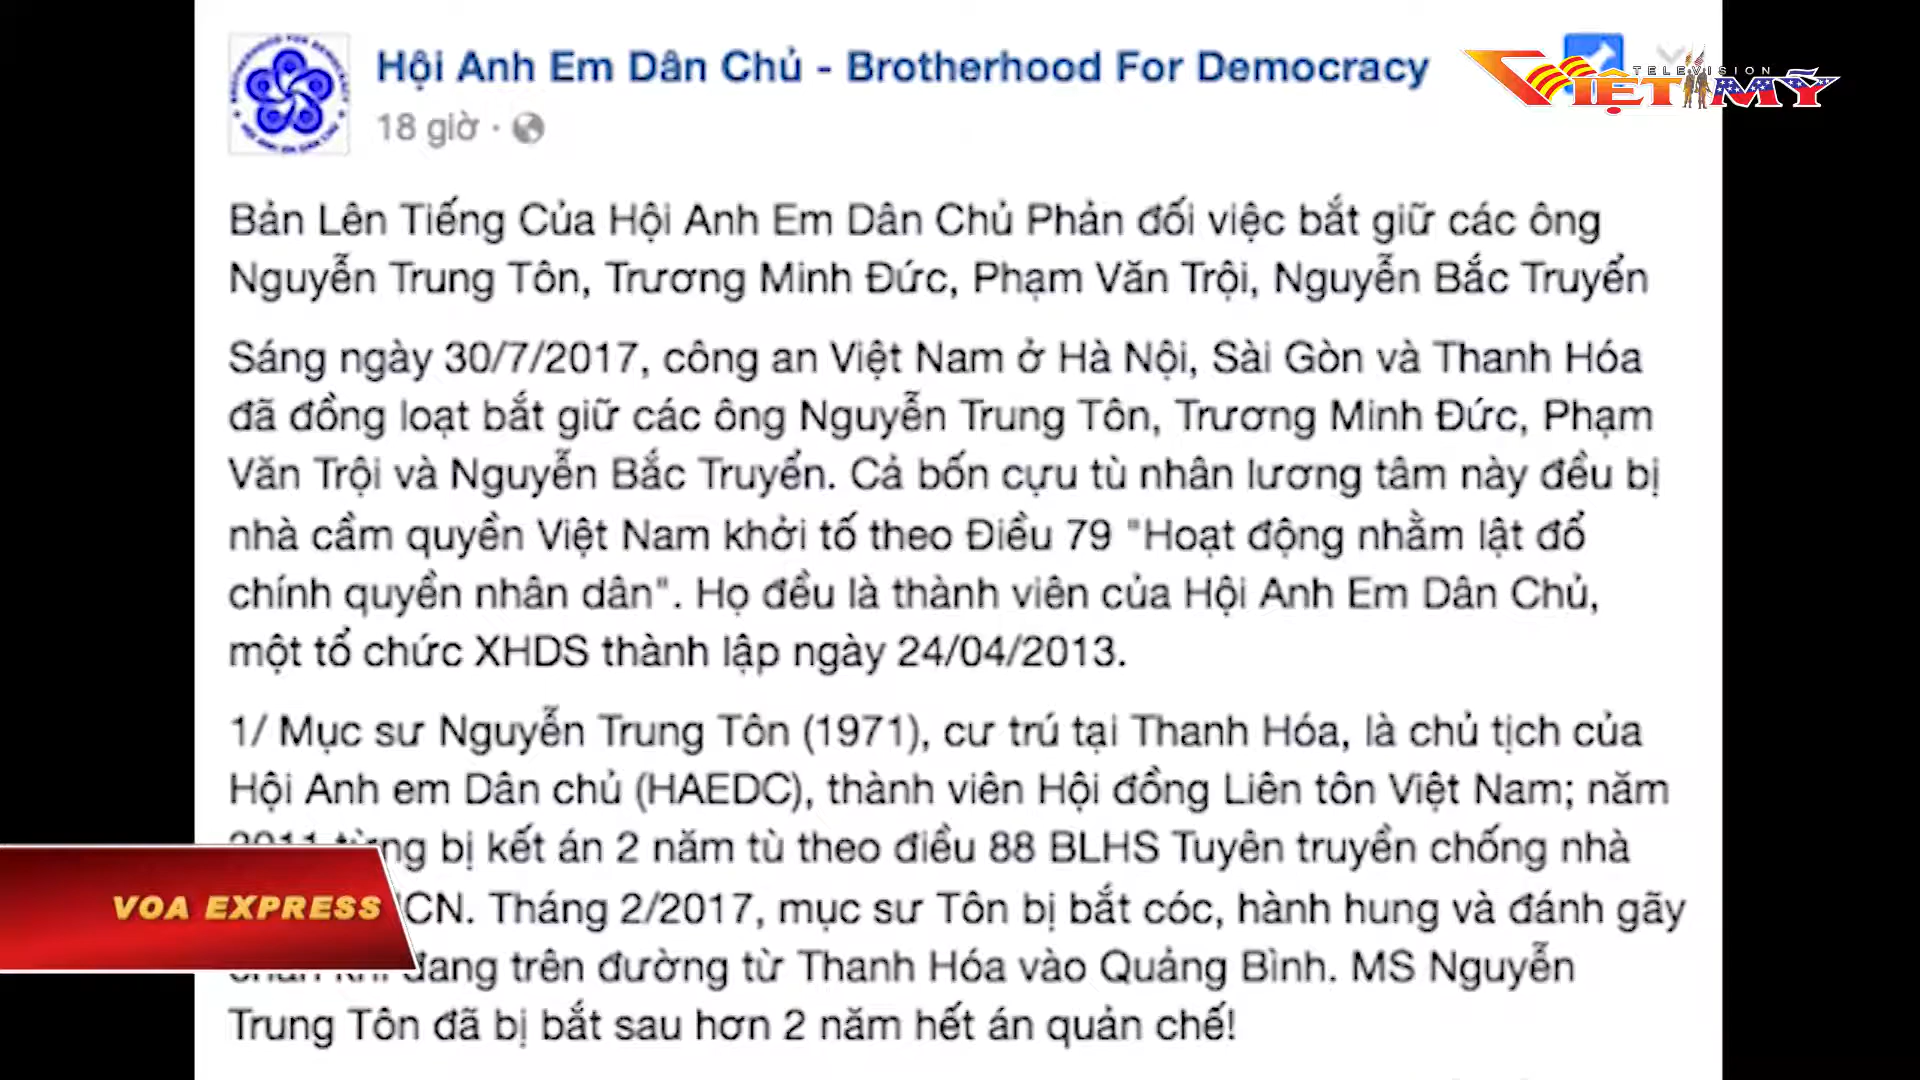 Hội Anh Em Dân Chủ - Brotherhood For Democracy
18 giờ ·
TELEVISION
VIỆT MỸ
Bản Lên Tiếng Của Hội Anh Em Dân Chủ Phản đối việc bắt giữ các ông
Nguyễn Trung Tôn, Trương Minh Đức, Phạm Văn Trội, Nguyễn Bắc Truyển
Sáng ngày 30/7/2017, công an Việt Nam ở Hà Nội, Sài Gòn và Thanh Hóa
đã đồng loạt bắt giữ các ông Nguyễn Trung Tôn, Trương Minh Đức, Phạm
Văn Trội và Nguyễn Bắc Truyển. Cả bốn cựu tù nhân lương tâm này đều bị
nhà cầm quyền Việt Nam khởi tố theo Điều 79 "Hoạt động nhằm lật đổ
chính quyền nhân dân". Họ đều là thành viên của Hội Anh Em Dân Chủ,
một tổ chức XHDS thành lập ngày 24/04/2013.
1/ Mục sư Nguyễn Trung Tôn (1971), cư trú tại Thanh Hóa, là chủ tịch của
Hội Anh em Dân chủ (HAEDC), thành viên Hội đồng Liên tôn Việt Nam; năm
2011 từng bị kết án 2 năm tù theo điều 88 BLHS Tuyên truyền chống nhà
CN. Tháng 2/2017, mục sư Tôn bị bắt cóc, hành hung và đánh gãy
VOA EXPRESS
chân khi đang trên đường từ Thanh Hóa vào Quảng Bình. MS Nguyễn
Trung Tôn đã bị bắt sau hơn 2 năm hết án quản chế!